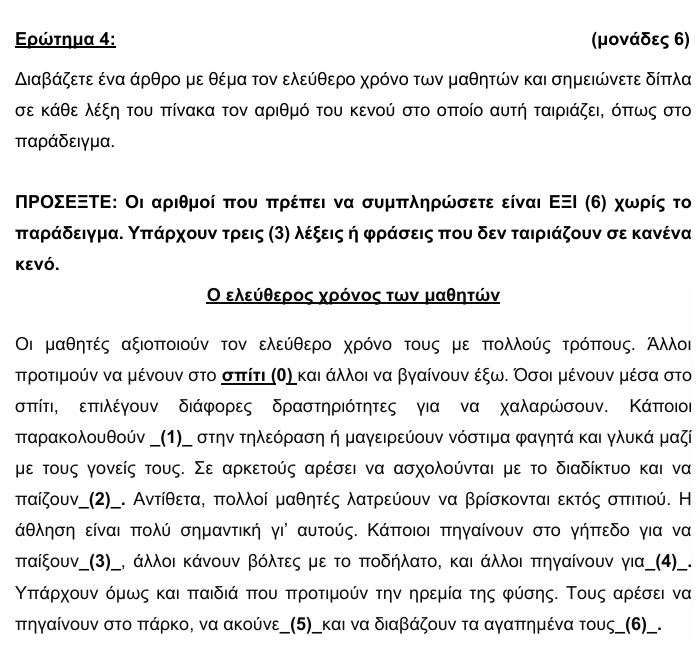 Ερώτημα 4: (μονάδες 6)
Διαβάζετε ένα άρθρο με θέμα τον ελεύθερο χρόνο των μαθητών και σημειώνετε δίπλα
σε κάθε λέξη του πίνακα τον αριθμό του κενού στο οποίο αυτή ταιριάζει, όπως στο
παράδειγμα.
ΠΡΟΣΕΞΤΕ: Οι αριθμοί που πρέπει να συμπληρώσετε είναι ΕΞΙ (6) χωρίς το
παράδειγμα. Υπάρχουν τρεις (3) λέξεις ή φράσεις που δεν ταιριάζουν σε κανένα
κενό.
Ο ελεύθερος χρόνος των μαθητών
Οι μαθητές αξιοποιούν τον ελεύθερο χρόνο τους με πολλούς τρόπους. Άλλοι
προτιμούν να μένουν στο σπίτι (0) και άλλοι να βγαίνουν έξω. Όσοι μένουν μέσα στο
σπίτι, επιλέγουν διάφορες δραστηριότητες για να χαλαρώσουν. Κάποιοι
παρακολουθούν _(1)_ στην τηλεόραση ή μαγειρεύουν νόστιμα φαγητά και γλυκά μαζί
με τους γονείς τους. Σε αρκετούς αρέσει να ασχολούνται με το διαδίκτυο και να
παίζουν_(2)_. Αντίθετα, πολλοί μαθητές λατρεύουν να βρίσκονται εκτός σπιτιού. Η
άθληση είναι πολύ σημαντική γι’ αυτούς. Κάποιοι πηγαίνουν στο γήπεδο για να
παίξουν_(3)_, άλλοι κάνουν βόλτες με το ποδήλατο, και άλλοι πηγαίνουν για_(4)_.
Υπάρχουν όμως και παιδιά που προτιμούν την ηρεμία της φύσης. Τους αρέσει να
πηγαίνουν στο πάρκο, να ακούνε_(5)_και να διαβάζουν τα αγαπημένα τους_(6)_.